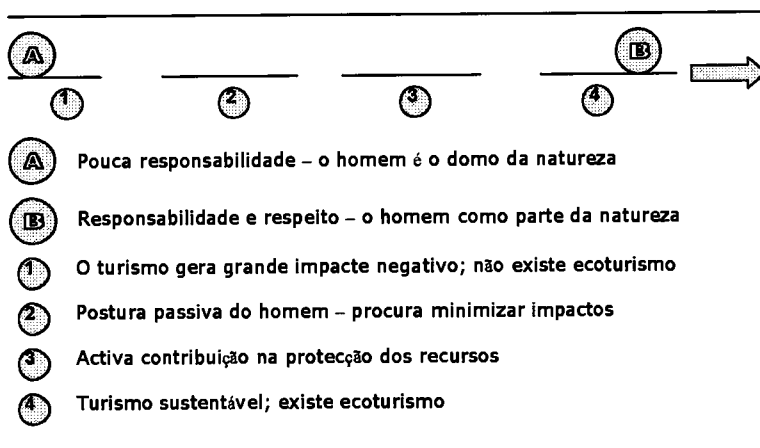 A B
1 2 3 4
A Pouca responsabilidade – o homem é o domo da natureza
B Responsabilidade e respeito – o homem como parte da natureza
1 O turismo gera grande impacte negativo; não existe ecoturismo
2 Postura passiva do homem – procura minimizar impactos
3 Activa contribuição na protecção dos recursos
4 Turismo sustentável; existe ecoturismo